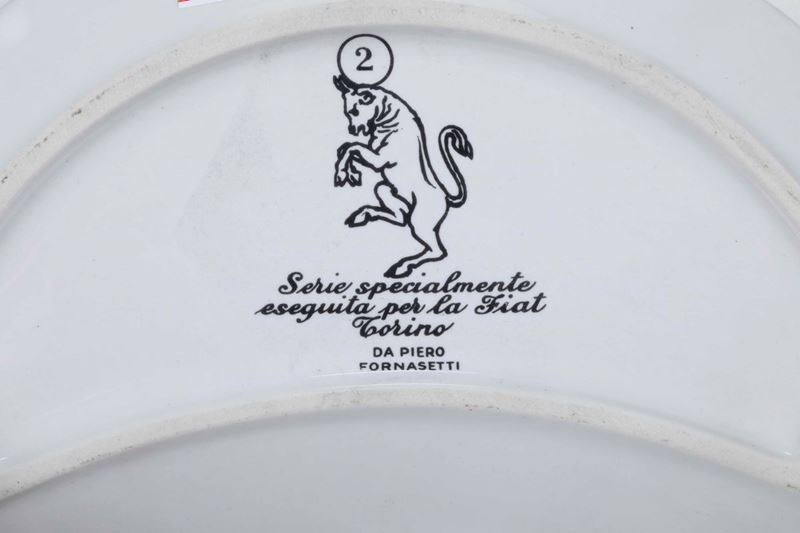 2
Serie specialmente
eseguita per la Fiat
Torino
DA PIERO
FORNASETTI